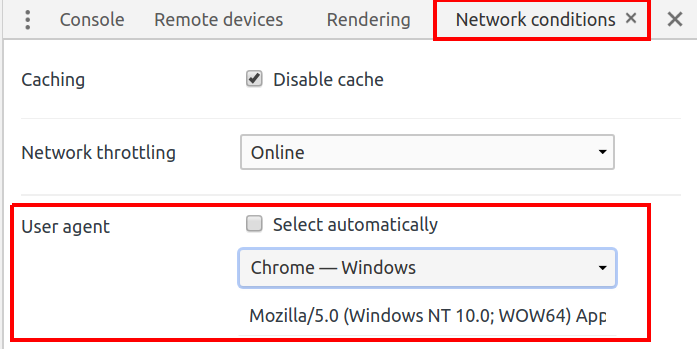 Console Remote devices Rendering Network conditions
Caching Disable cache
Network throttling Online
User agent Select automatically
Chrome — Windows
Mozilla/5.0 (Windows NT 10.0; WOW64) App